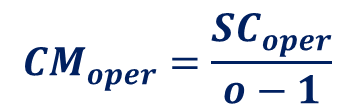 CM_oper = SC_oper / (o − 1)